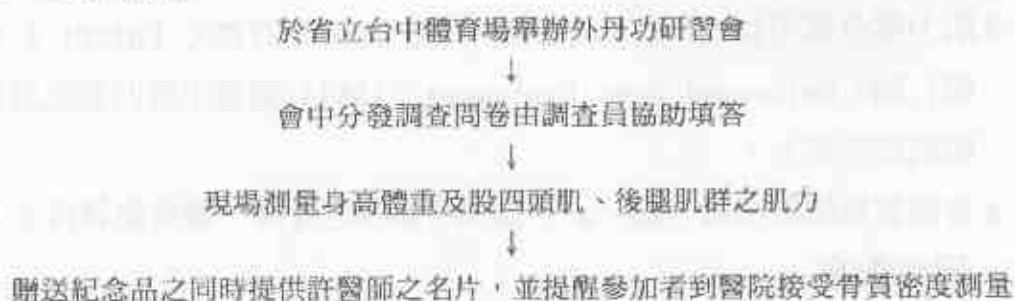 於省立台中體育場舉辦外丹功研習會
↓
會中分發調查問卷由調查員協助填答
↓
現場測量身高體重及股四頭肌、後腿肌群之肌力
↓
贈送紀念品之同時提供許醫師之名片，並提醒參加者到醫院接受骨質密度測量